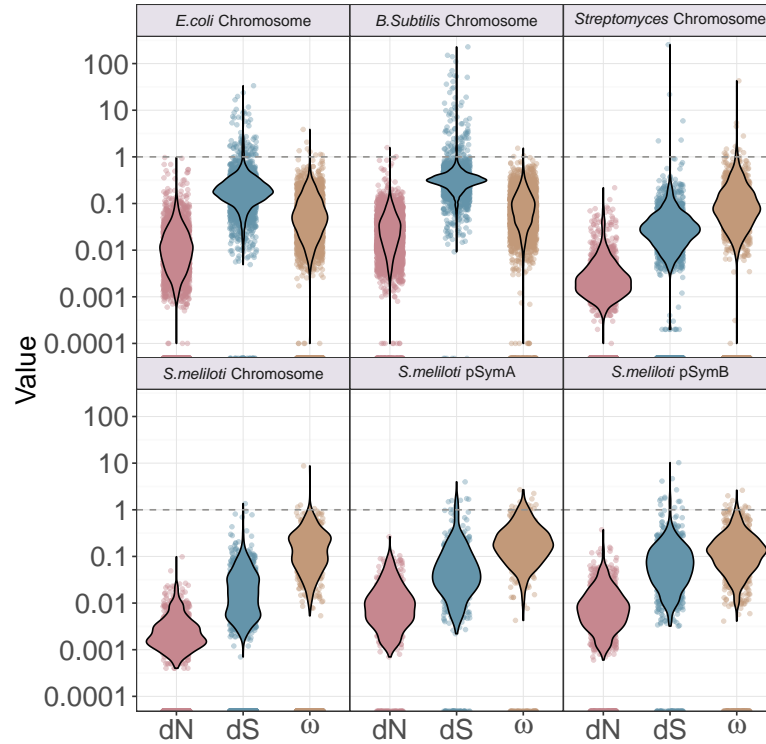 E.coli Chromosome
B.Subtilis Chromosome
Streptomyces Chromosome
100
10
1
0.1
0.01
0.001
0.0001
Value
S.meliloti Chromosome
S.meliloti pSymA
S.meliloti pSymB
100
10
1
0.1
0.01
0.001
0.0001
dN dS ω dN dS ω dN dS ω